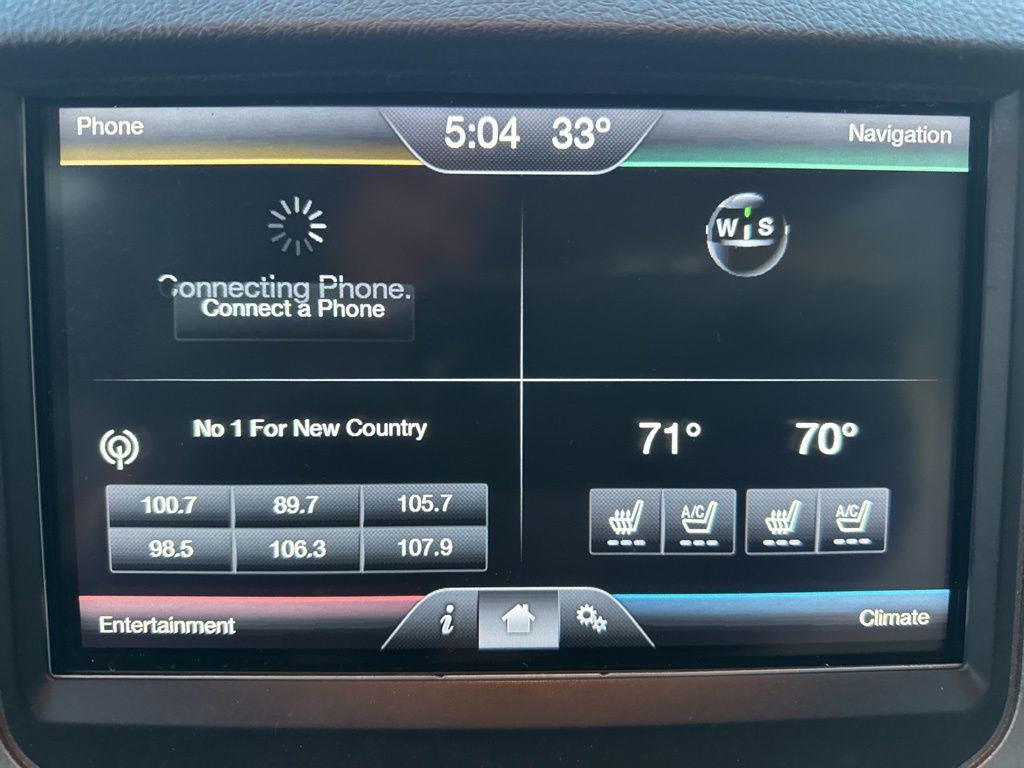 Phone
5:04 33°
Navigation
Connecting Phone.
Connect a Phone
W S
No 1 For New Country
100.7 89.7 105.7
98.5 106.3 107.9
71° 70°
A/C A/C
Entertainment
i
Climate